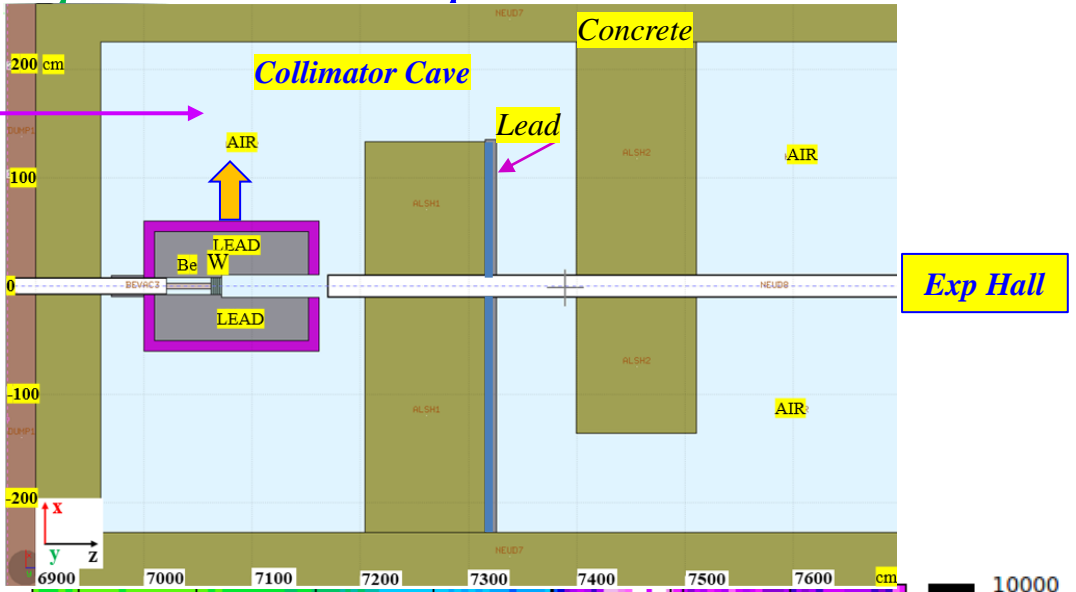 NEUD7
Concrete
200 cm
Collimator Cave
Lead
DUMP1
AIR
ALSH2
AIR
100
ALSH1
LEAD
Be W
0
BEVAC3
NEUD8
Exp Hall
LEAD
ALSH2
-100
ALSH1
AIR
DUMP1
-200
x
y z
NEUD7
6900 7000 7100 7200 7300 7400 7500 7600 cm
10000